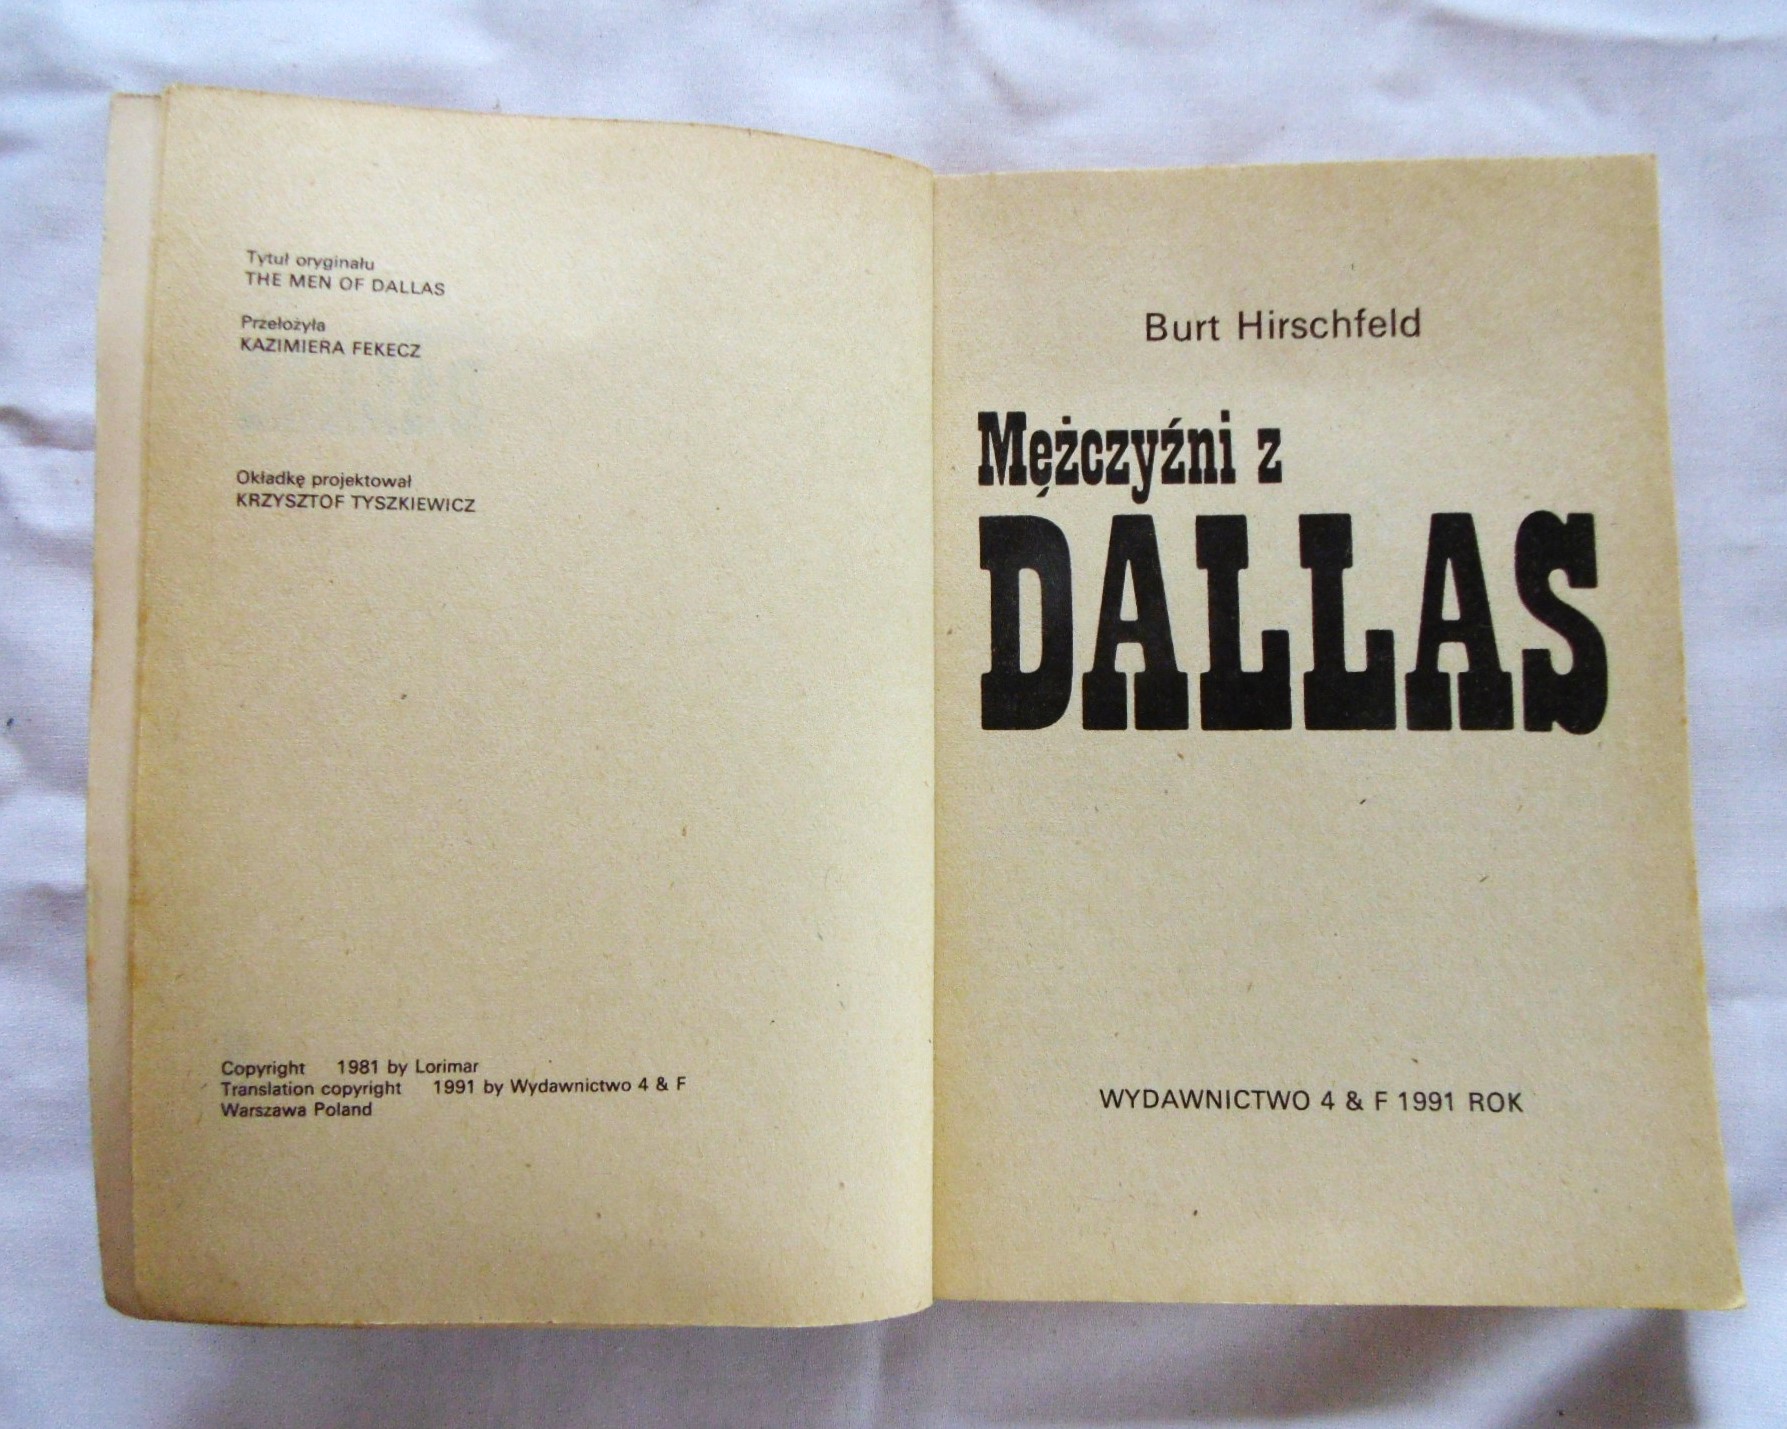 Tytuł oryginału
THE MEN OF DALLAS
Przełożyła
KAZIMIERA FEKECZ
Okładkę projektował
KRZYSZTOF TYSZKIEWICZ
Copyright 1981 by Lorimar
Translation copyright 1991 by Wydawnictwo 4 & F
Warszawa Poland
Burt Hirschfeld
Mężczyźni z
DALLAS
WYDAWNICTWO 4 & F 1991 ROK